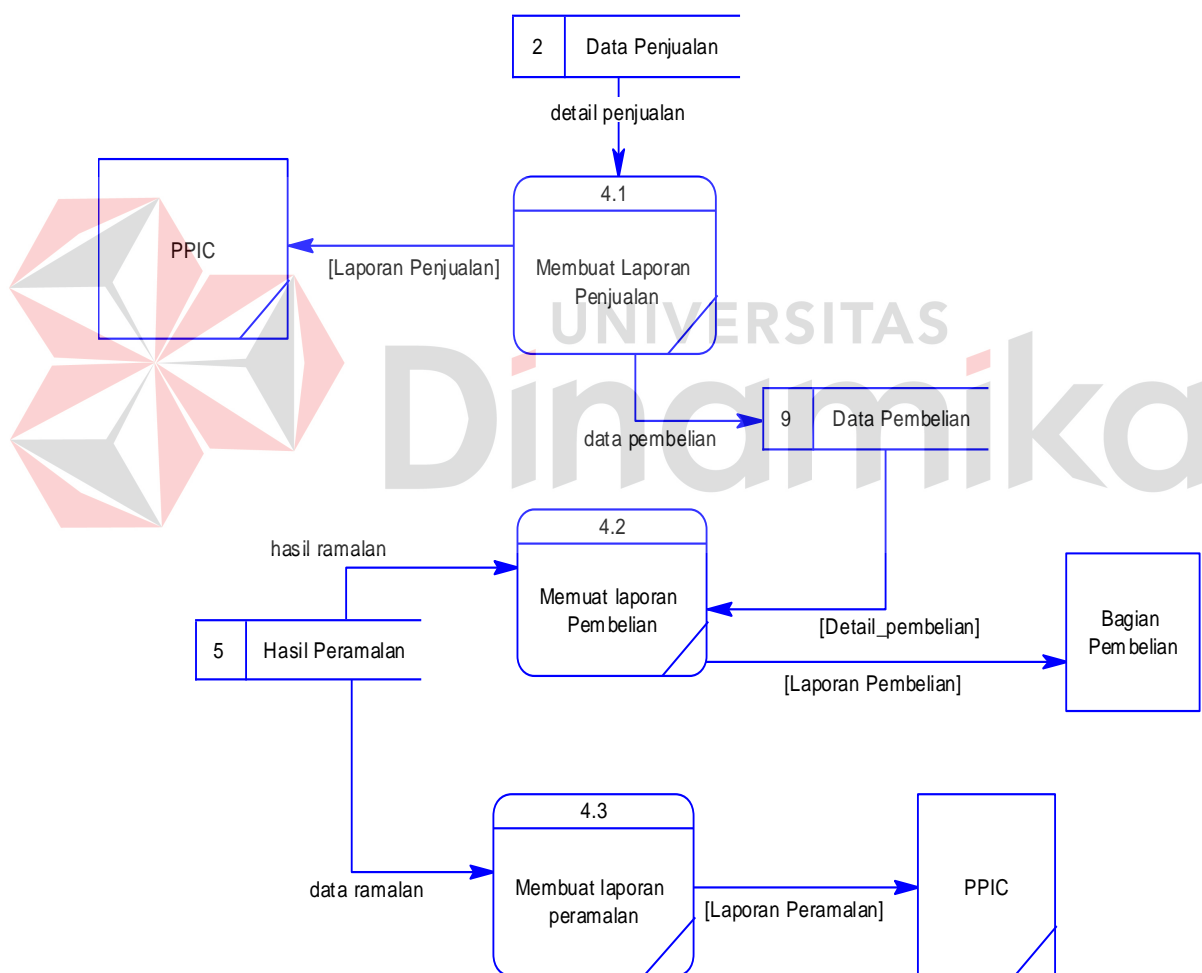 2 Data Penjualan
detail penjualan
4.1
PPIC
[Laporan Penjualan]
Membuat Laporan
Penjualan
UNIVERSITAS
Dinamika
data pembelian
9 Data Pembelian
4.2
hasil ramalan
Memuat laporan
Pembelian
[Detail_pembelian]
Bagian
Pembelian
5 Hasil Peramalan
[Laporan Pembelian]
4.3
data ramalan
Membuat laporan
peramalan
[Laporan Peramalan]
PPIC